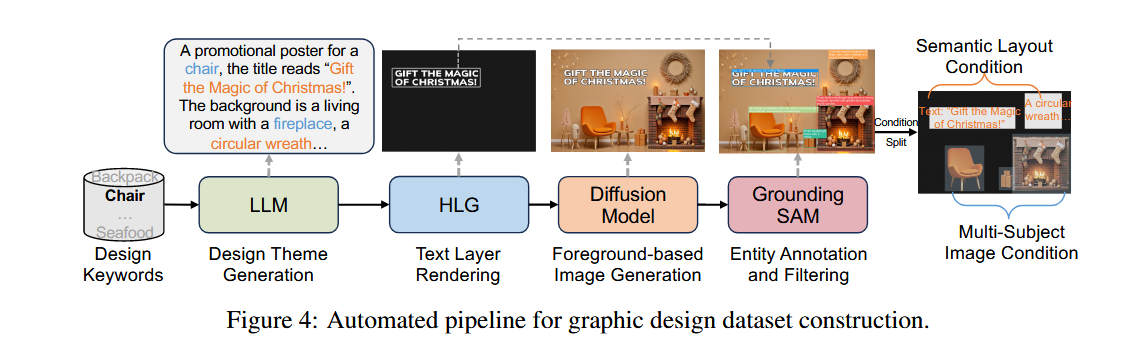 A promotional poster for a
chair, the title reads “Gift
the Magic of Christmas!”.
The background is a living
room with a fireplace, a
circular wreath…
GIFT THE MAGIC
OF CHRISTMAS!
GIFT THE MAGIC
OF CHRISTMAS!
GIFT THE MAGIC
OF CHRISTMAS!
Semantic Layout
Condition
Text: “Gift the Magic
of Christmas!”
A circular
wreath …
Condition
Split
Backpack
Chair
…
Seafood
LLM
HLG
Diffusion
Model
Grounding
SAM
Design
Keywords
Design Theme
Generation
Text Layer
Rendering
Foreground-based
Image Generation
Entity Annotation
and Filtering
Multi-Subject
Image Condition
Figure 4: Automated pipeline for graphic design dataset construction.